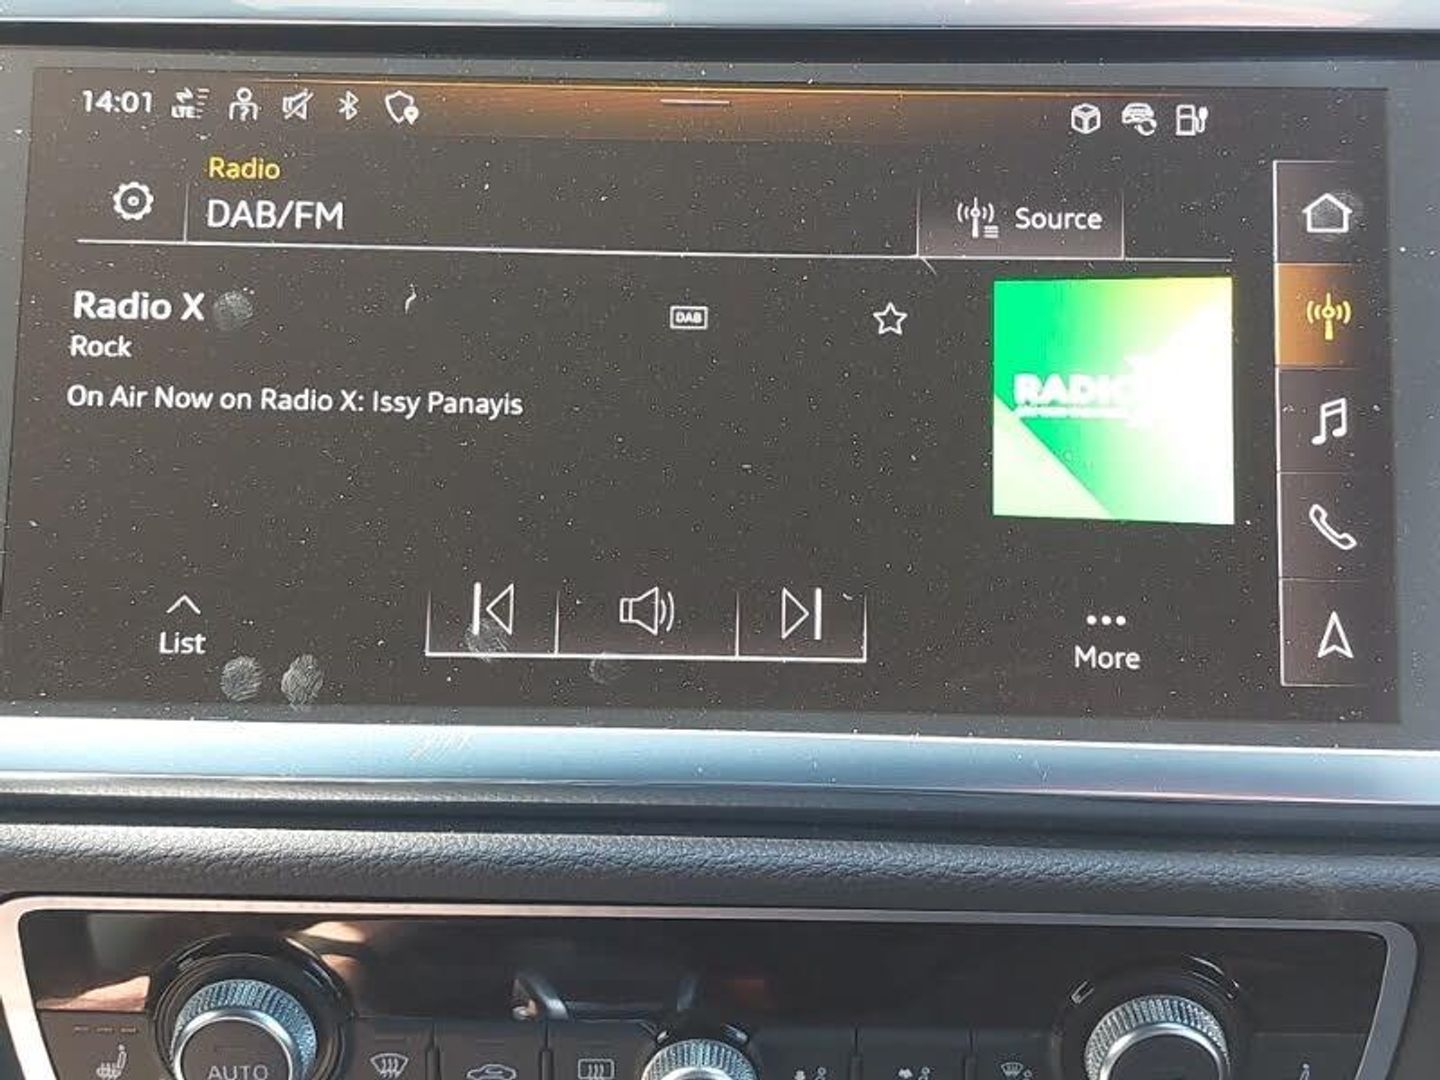 14:01 LTE
Radio
DAB/FM
Source
Radio X
DAB
Rock
On Air Now on Radio X: Issy Panayis
RADIO
List
More
AUTO